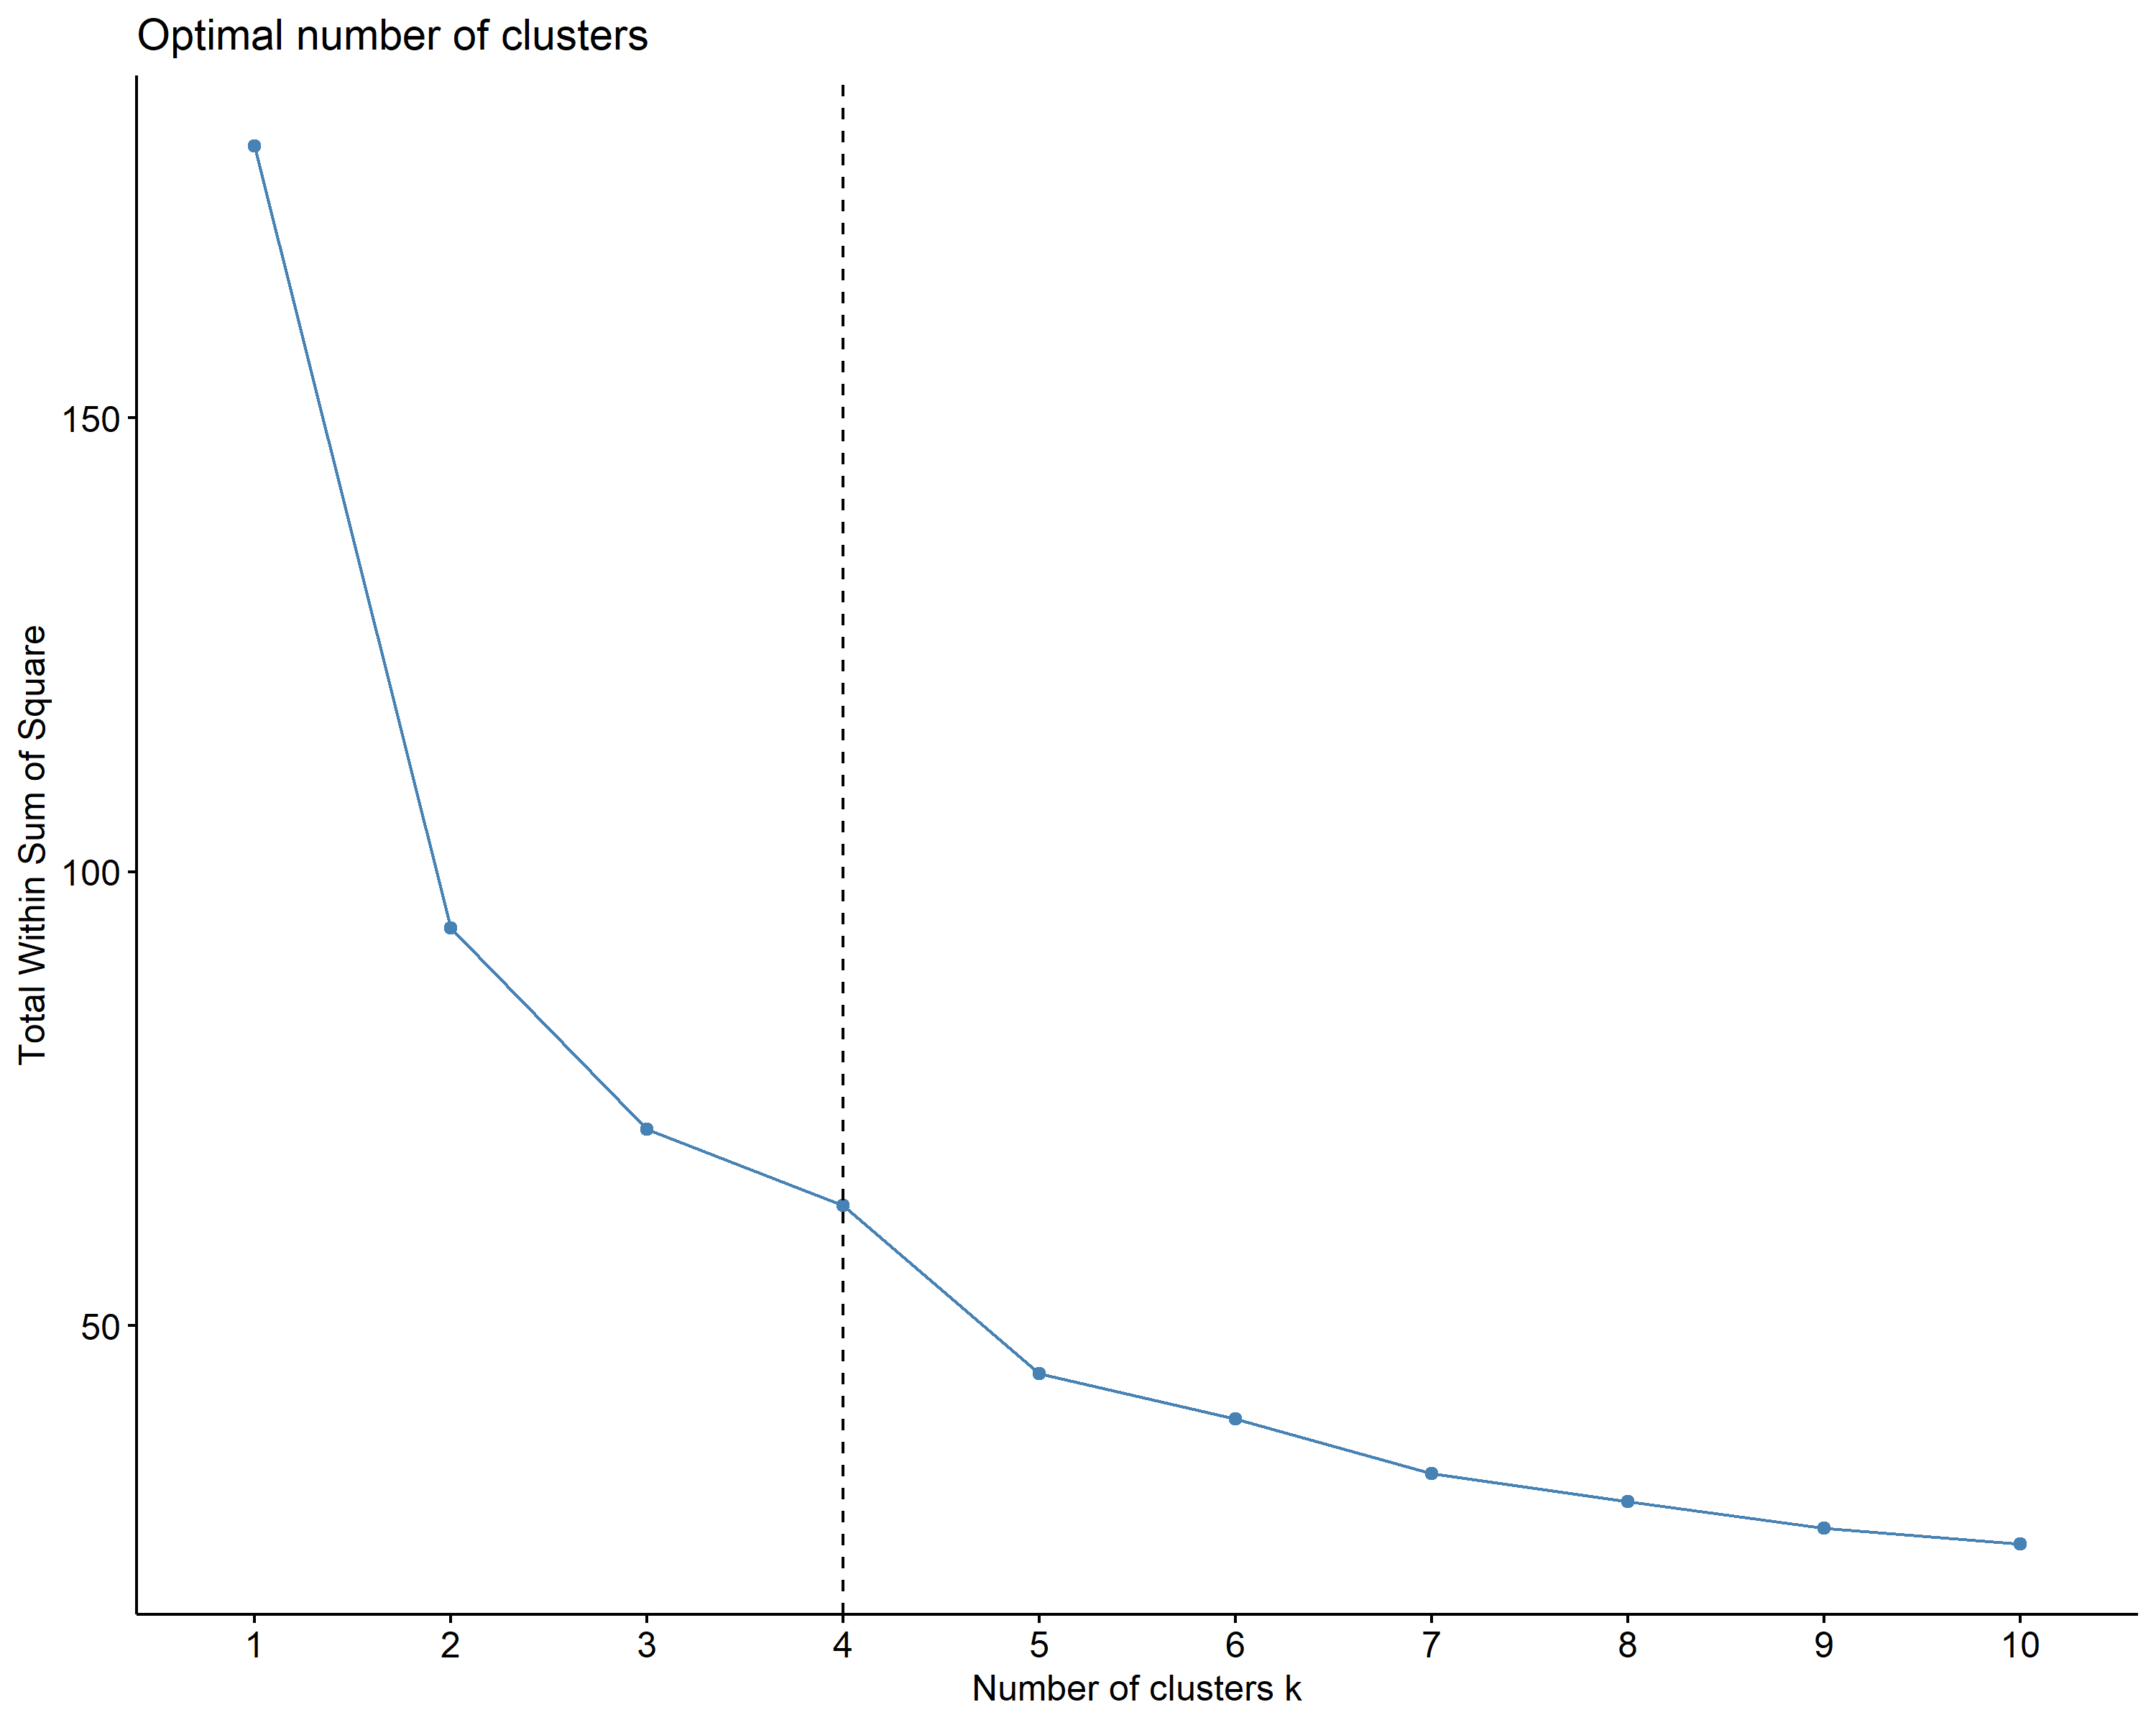 Optimal number of clusters
Total Within Sum of Square
150
100
50
1 2 3 4 5 6 7 8 9 10
Number of clusters k